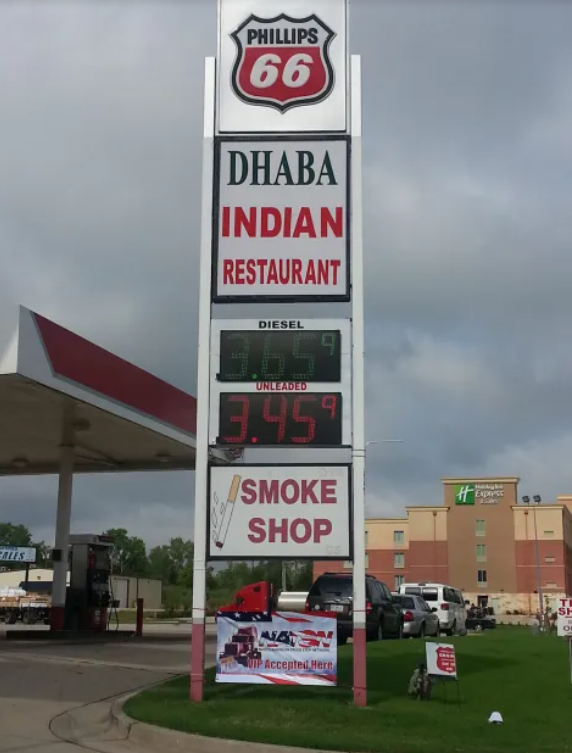 PHILLIPS
66
DHABA
INDIAN
RESTAURANT
DIESEL
3.65 9
UNLEADED
3.45 9
SMOKE
SHOP
Holiday Inn
Express
VIP Accepted Here